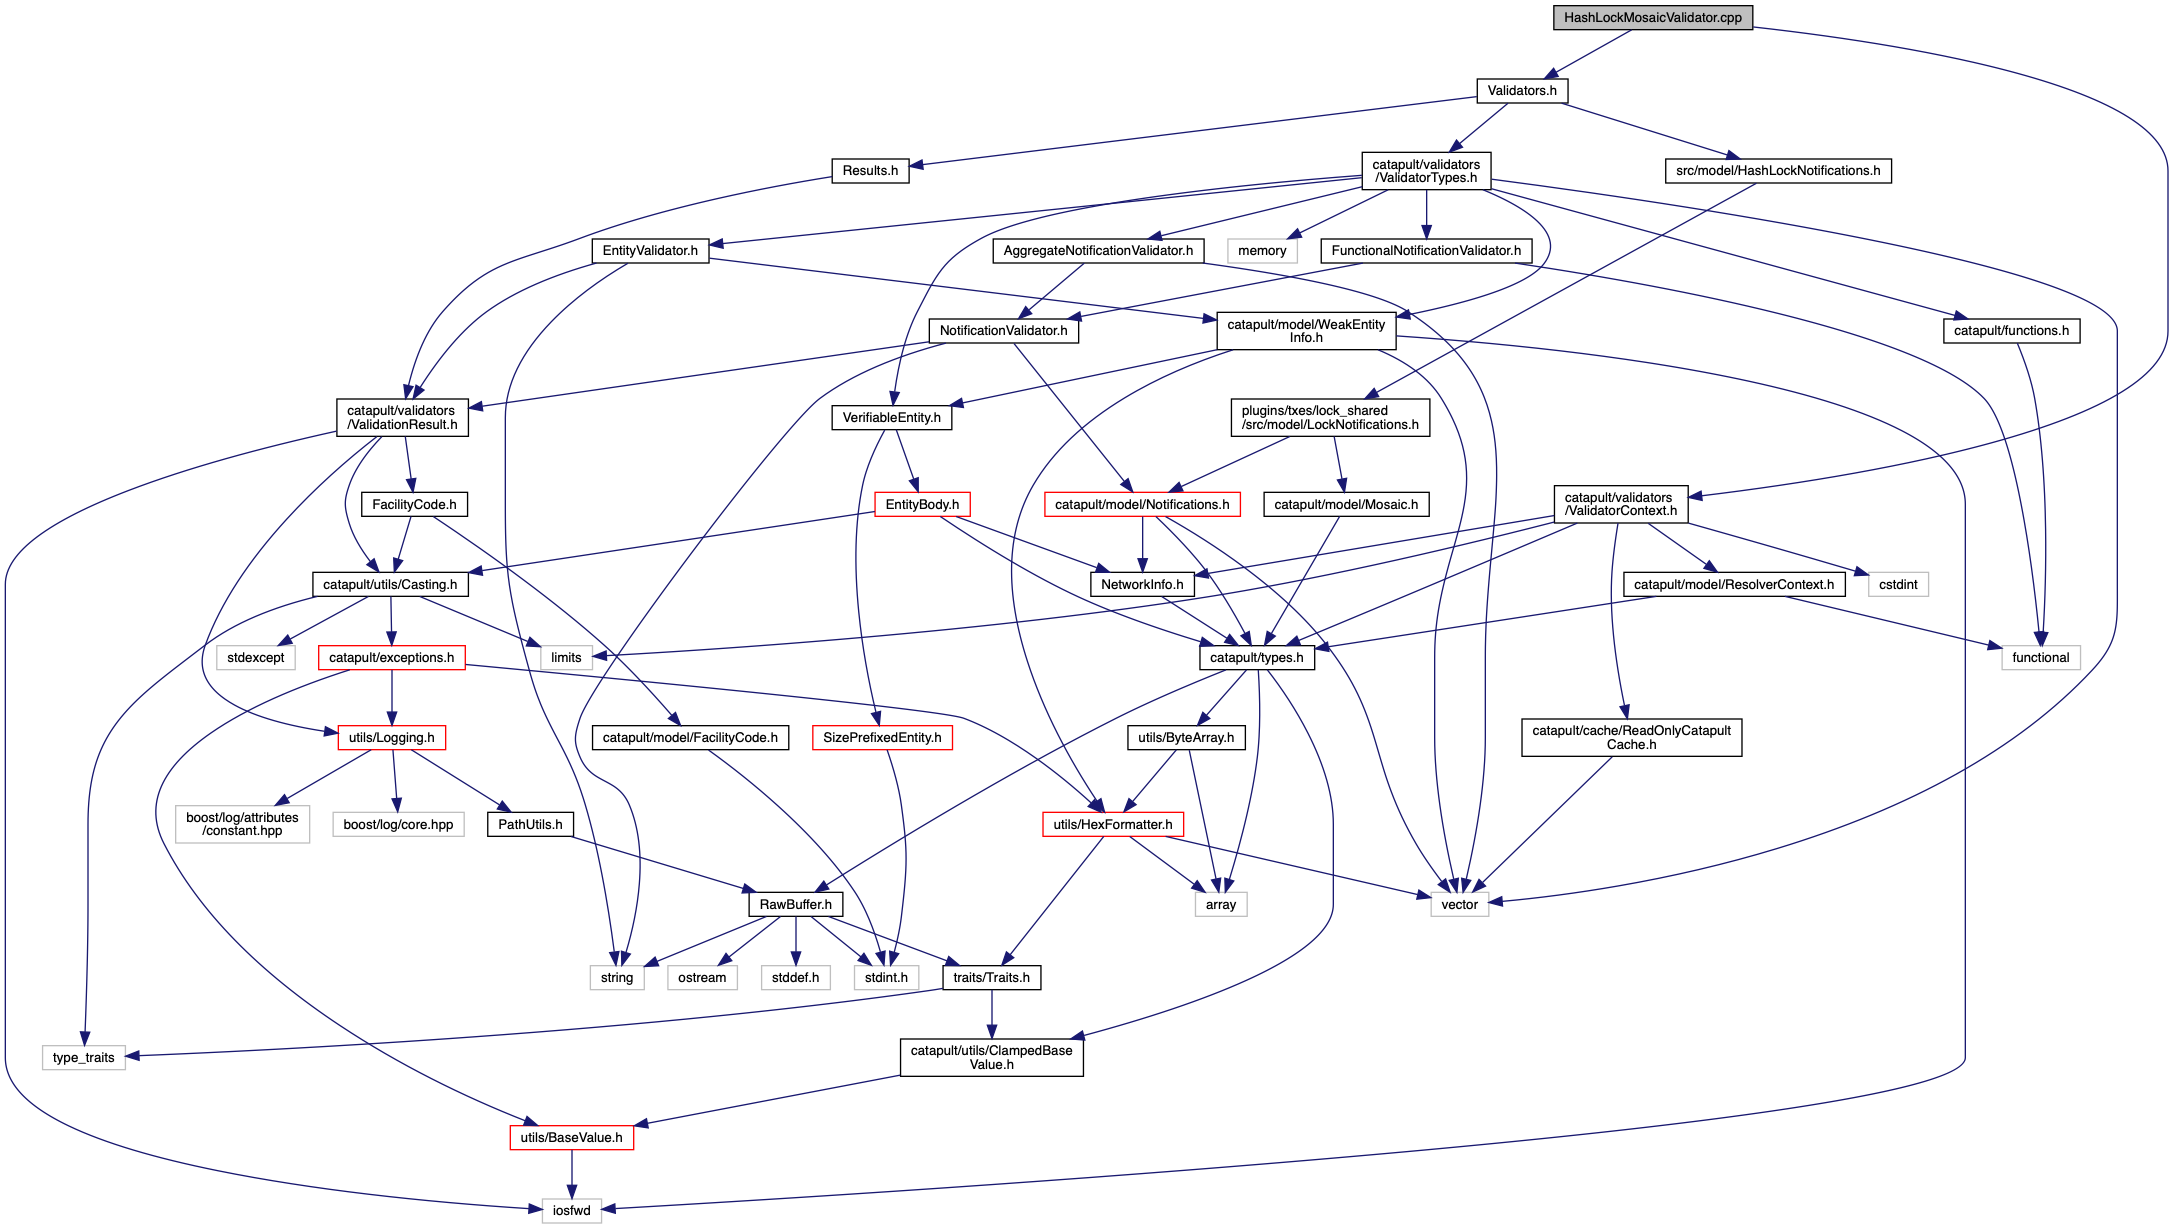 HashLockMosaicValidator.cpp
Validators.h
Results.h
catapult/validators
/ValidatorTypes.h
src/model/HashLockNotifications.h
EntityValidator.h
AggregateNotificationValidator.h
memory
FunctionalNotificationValidator.h
NotificationValidator.h
catapult/model/WeakEntity
Info.h
catapult/functions.h
catapult/validators
/ValidationResult.h
VerifiableEntity.h
plugins/txes/lock_shared
/src/model/LockNotifications.h
FacilityCode.h
EntityBody.h
catapult/model/Notifications.h
catapult/model/Mosaic.h
catapult/validators
/ValidatorContext.h
catapult/utils/Casting.h
NetworkInfo.h
catapult/model/ResolverContext.h
cstdint
stdexcept
catapult/exceptions.h
limits
catapult/types.h
functional
utils/Logging.h
catapult/model/FacilityCode.h
SizePrefixedEntity.h
utils/ByteArray.h
catapult/cache/ReadOnlyCatapult
Cache.h
boost/log/attributes
/constant.hpp
boost/log/core.hpp
PathUtils.h
utils/HexFormatter.h
RawBuffer.h
array
vector
string
ostream
stddef.h
stdint.h
traits/Traits.h
type_traits
catapult/utils/ClampedBase
Value.h
utils/BaseValue.h
iosfwd